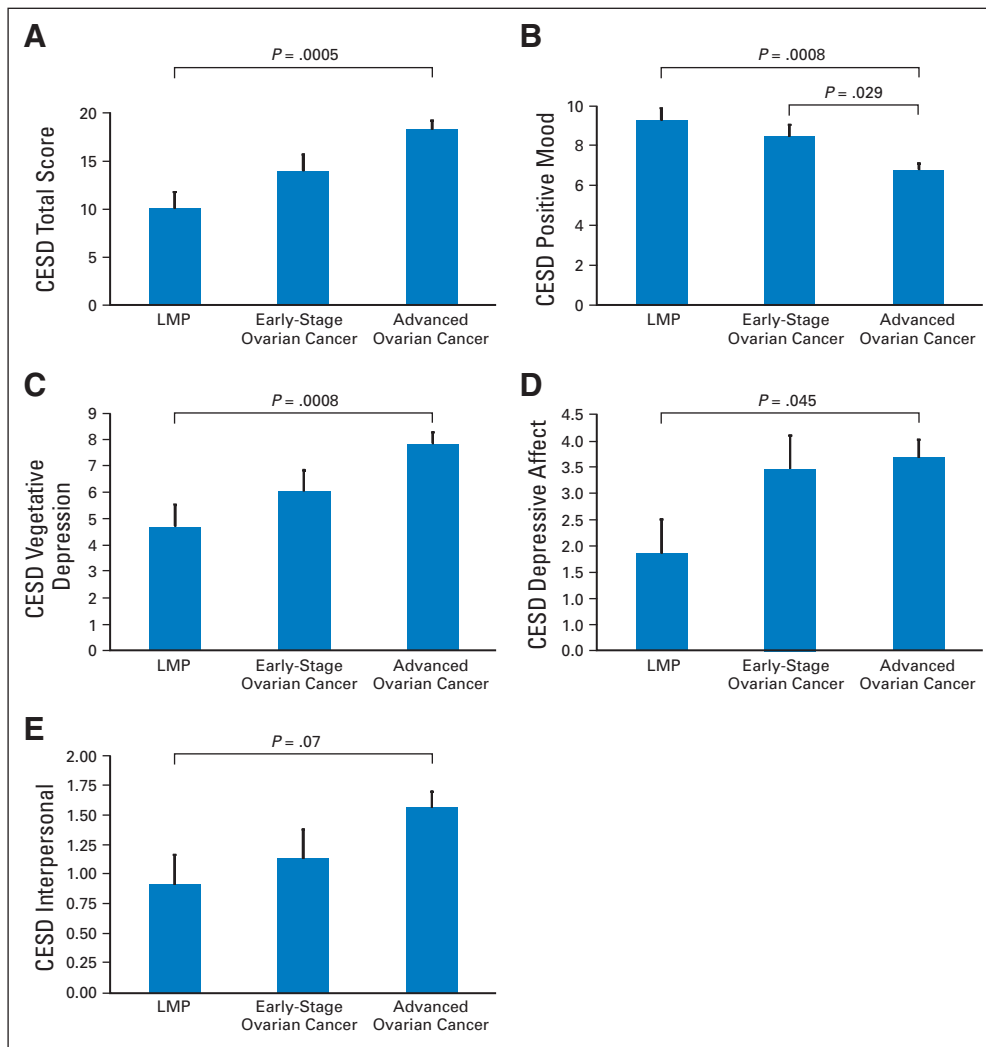 A
P = .0005
CESD Total Score
20
15
10
5
0
LMP
Early-Stage
Ovarian Cancer
Advanced
Ovarian Cancer
B
P = .0008
P = .029
CESD Positive Mood
10
8
6
4
2
0
LMP
Early-Stage
Ovarian Cancer
Advanced
Ovarian Cancer
C
P = .0008
CESD Vegetative
Depression
9
8
7
6
5
4
3
2
1
0
LMP
Early-Stage
Ovarian Cancer
Advanced
Ovarian Cancer
D
P = .045
CESD Depressive Affect
4.5
4.0
3.5
3.0
2.5
2.0
1.5
1.0
1.0
0.0
LMP
Early-Stage
Ovarian Cancer
Advanced
Ovarian Cancer
E
P = .07
CESD Interpersonal
2.00
1.75
1.50
1.25
1.00
0.75
0.50
0.25
0.00
LMP
Early-Stage
Ovarian Cancer
Advanced
Ovarian Cancer